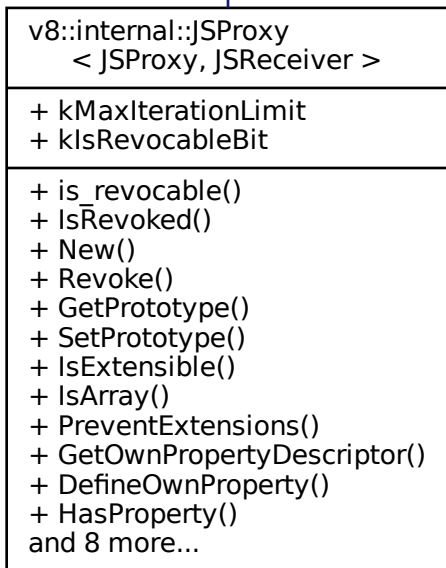 v8::internal::JSProxy
< JSProxy, JSReceiver >
+ kMaxIterationLimit
+ kIsRevocableBit
+ is_revocable()
+ IsRevoked()
+ New()
+ Revoke()
+ GetPrototype()
+ SetPrototype()
+ IsExtensible()
+ IsArray()
+ PreventExtensions()
+ GetOwnPropertyDescriptor()
+ DefineOwnProperty()
+ HasProperty()
and 8 more...